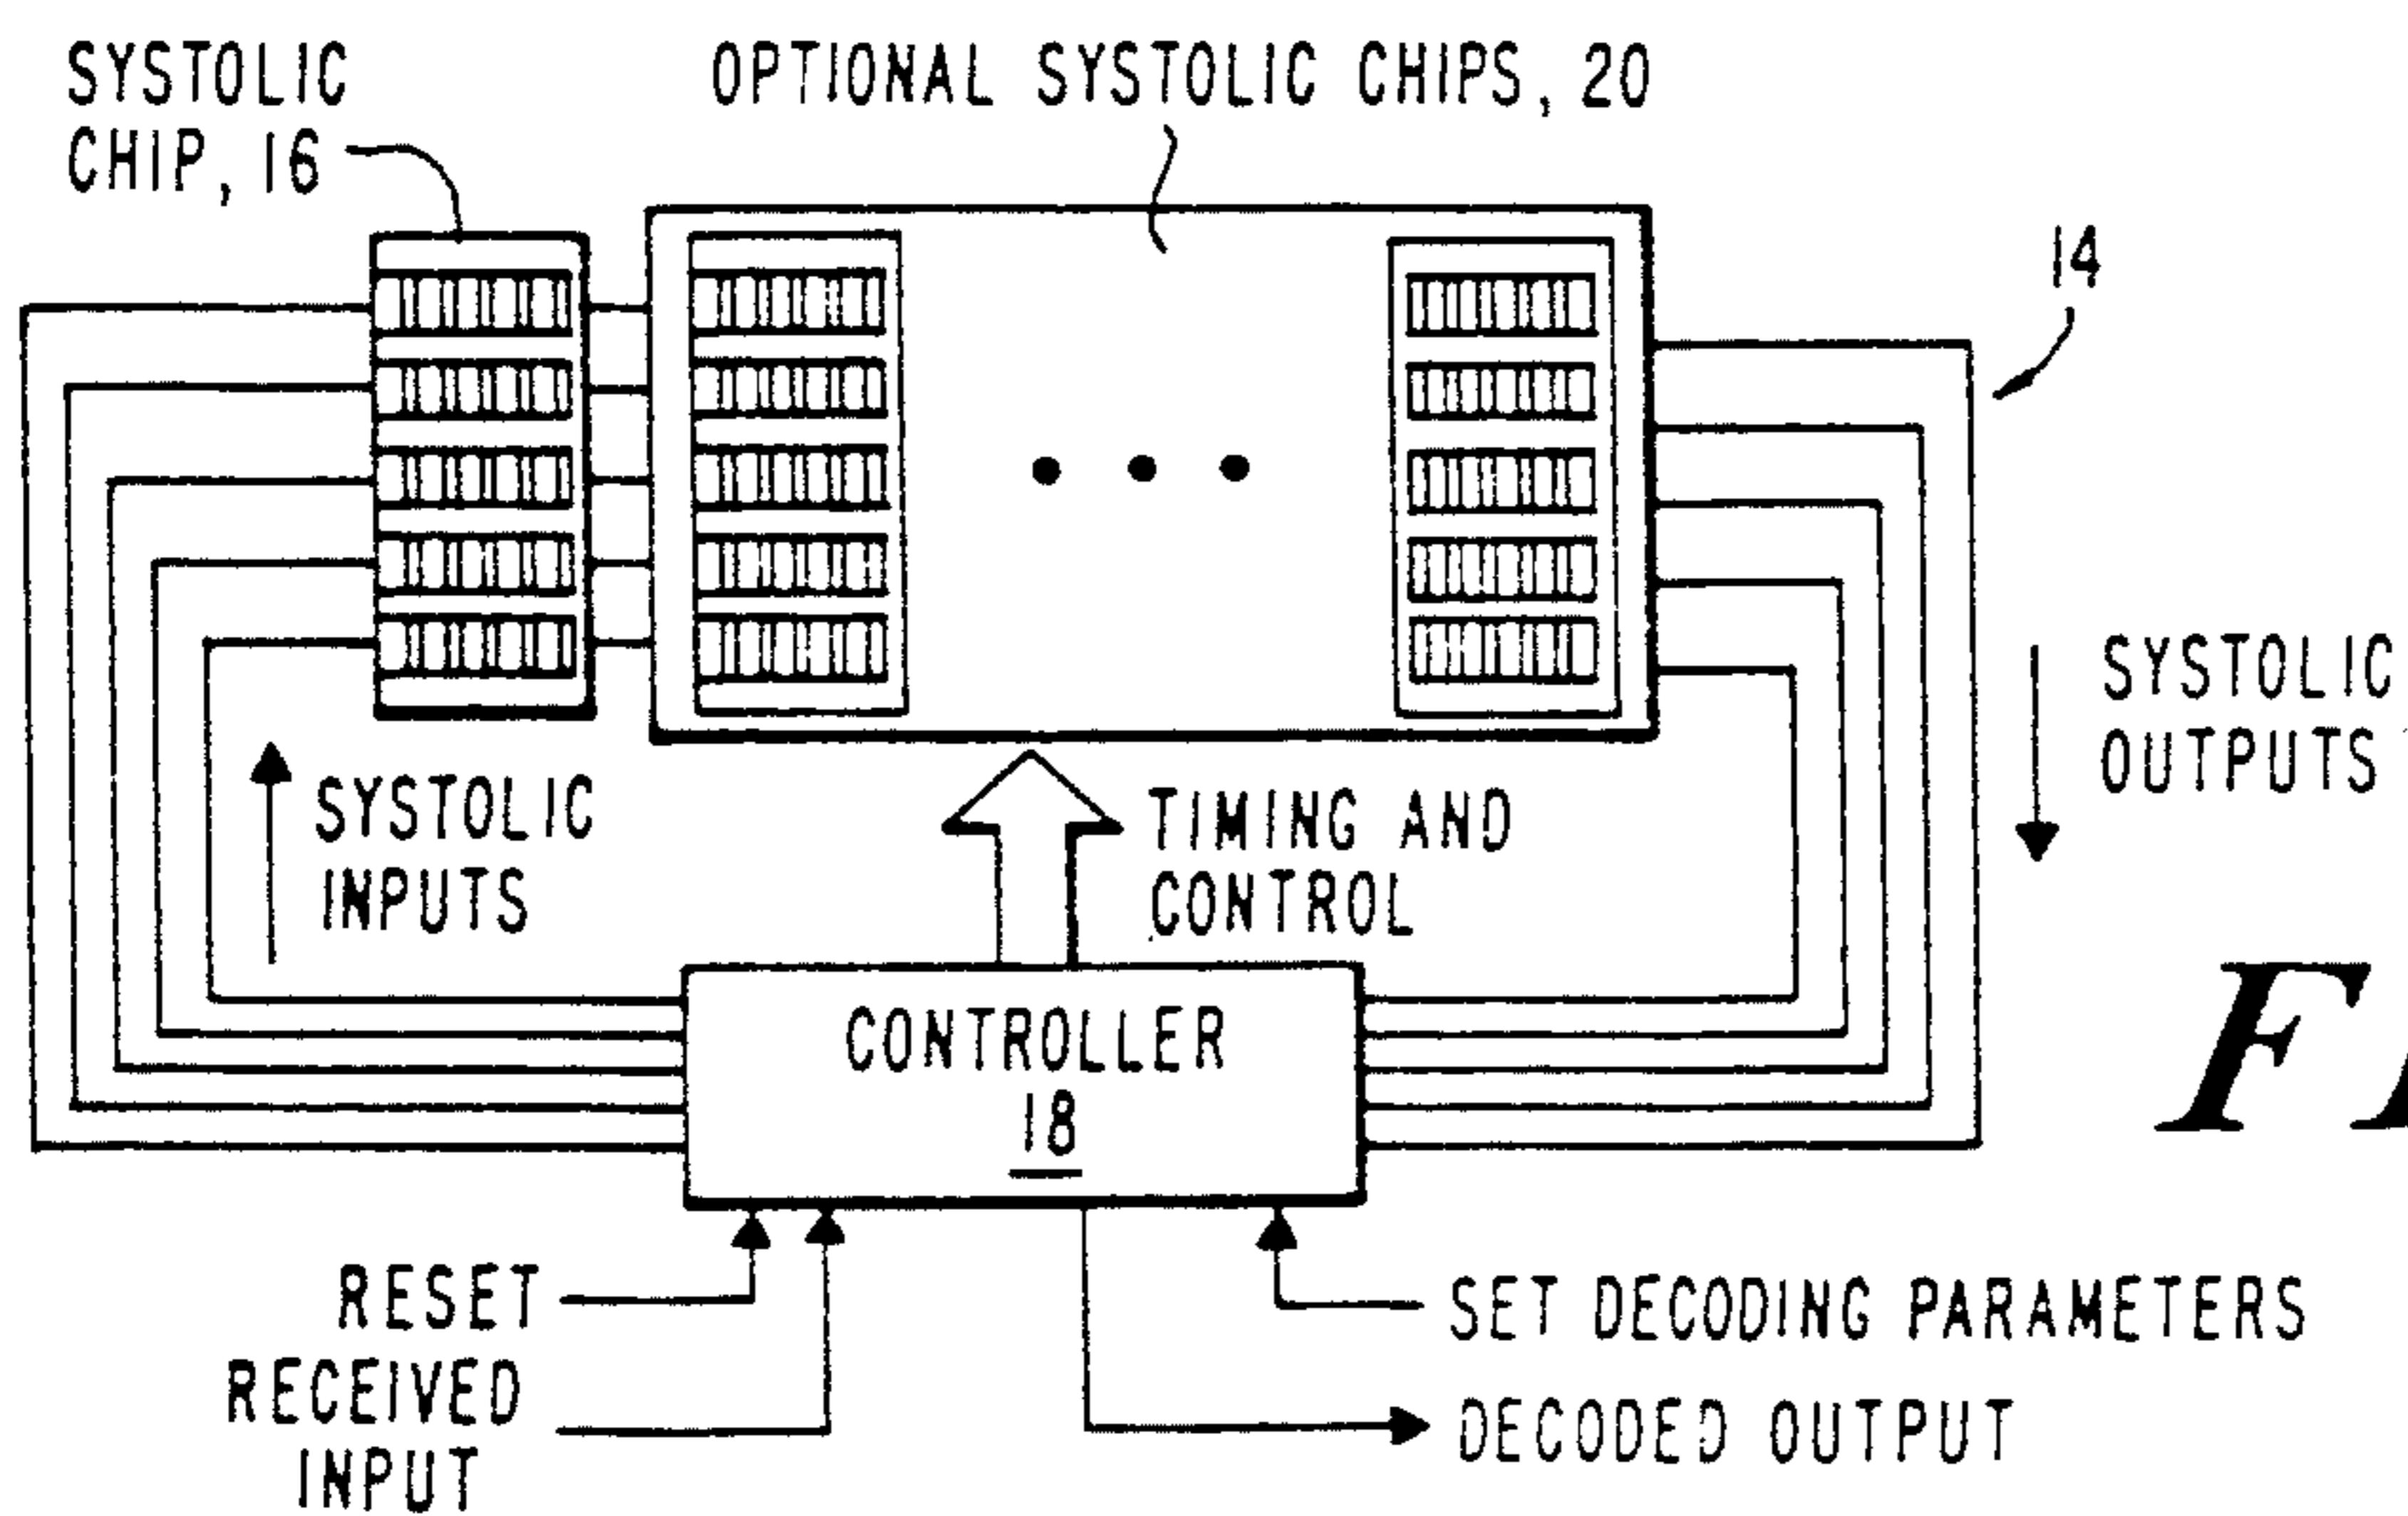 SYSTOLIC
CHIP, 16
OPTIONAL SYSTOLIC CHIPS, 20
14
SYSTOLIC
OUTPUTS
SYSTOLIC
INPUTS
TIMING AND
CONTROL
CONTROLLER
18
RESET
RECEIVED
INPUT
SET DECODING PARAMETERS
DECODED OUTPUT